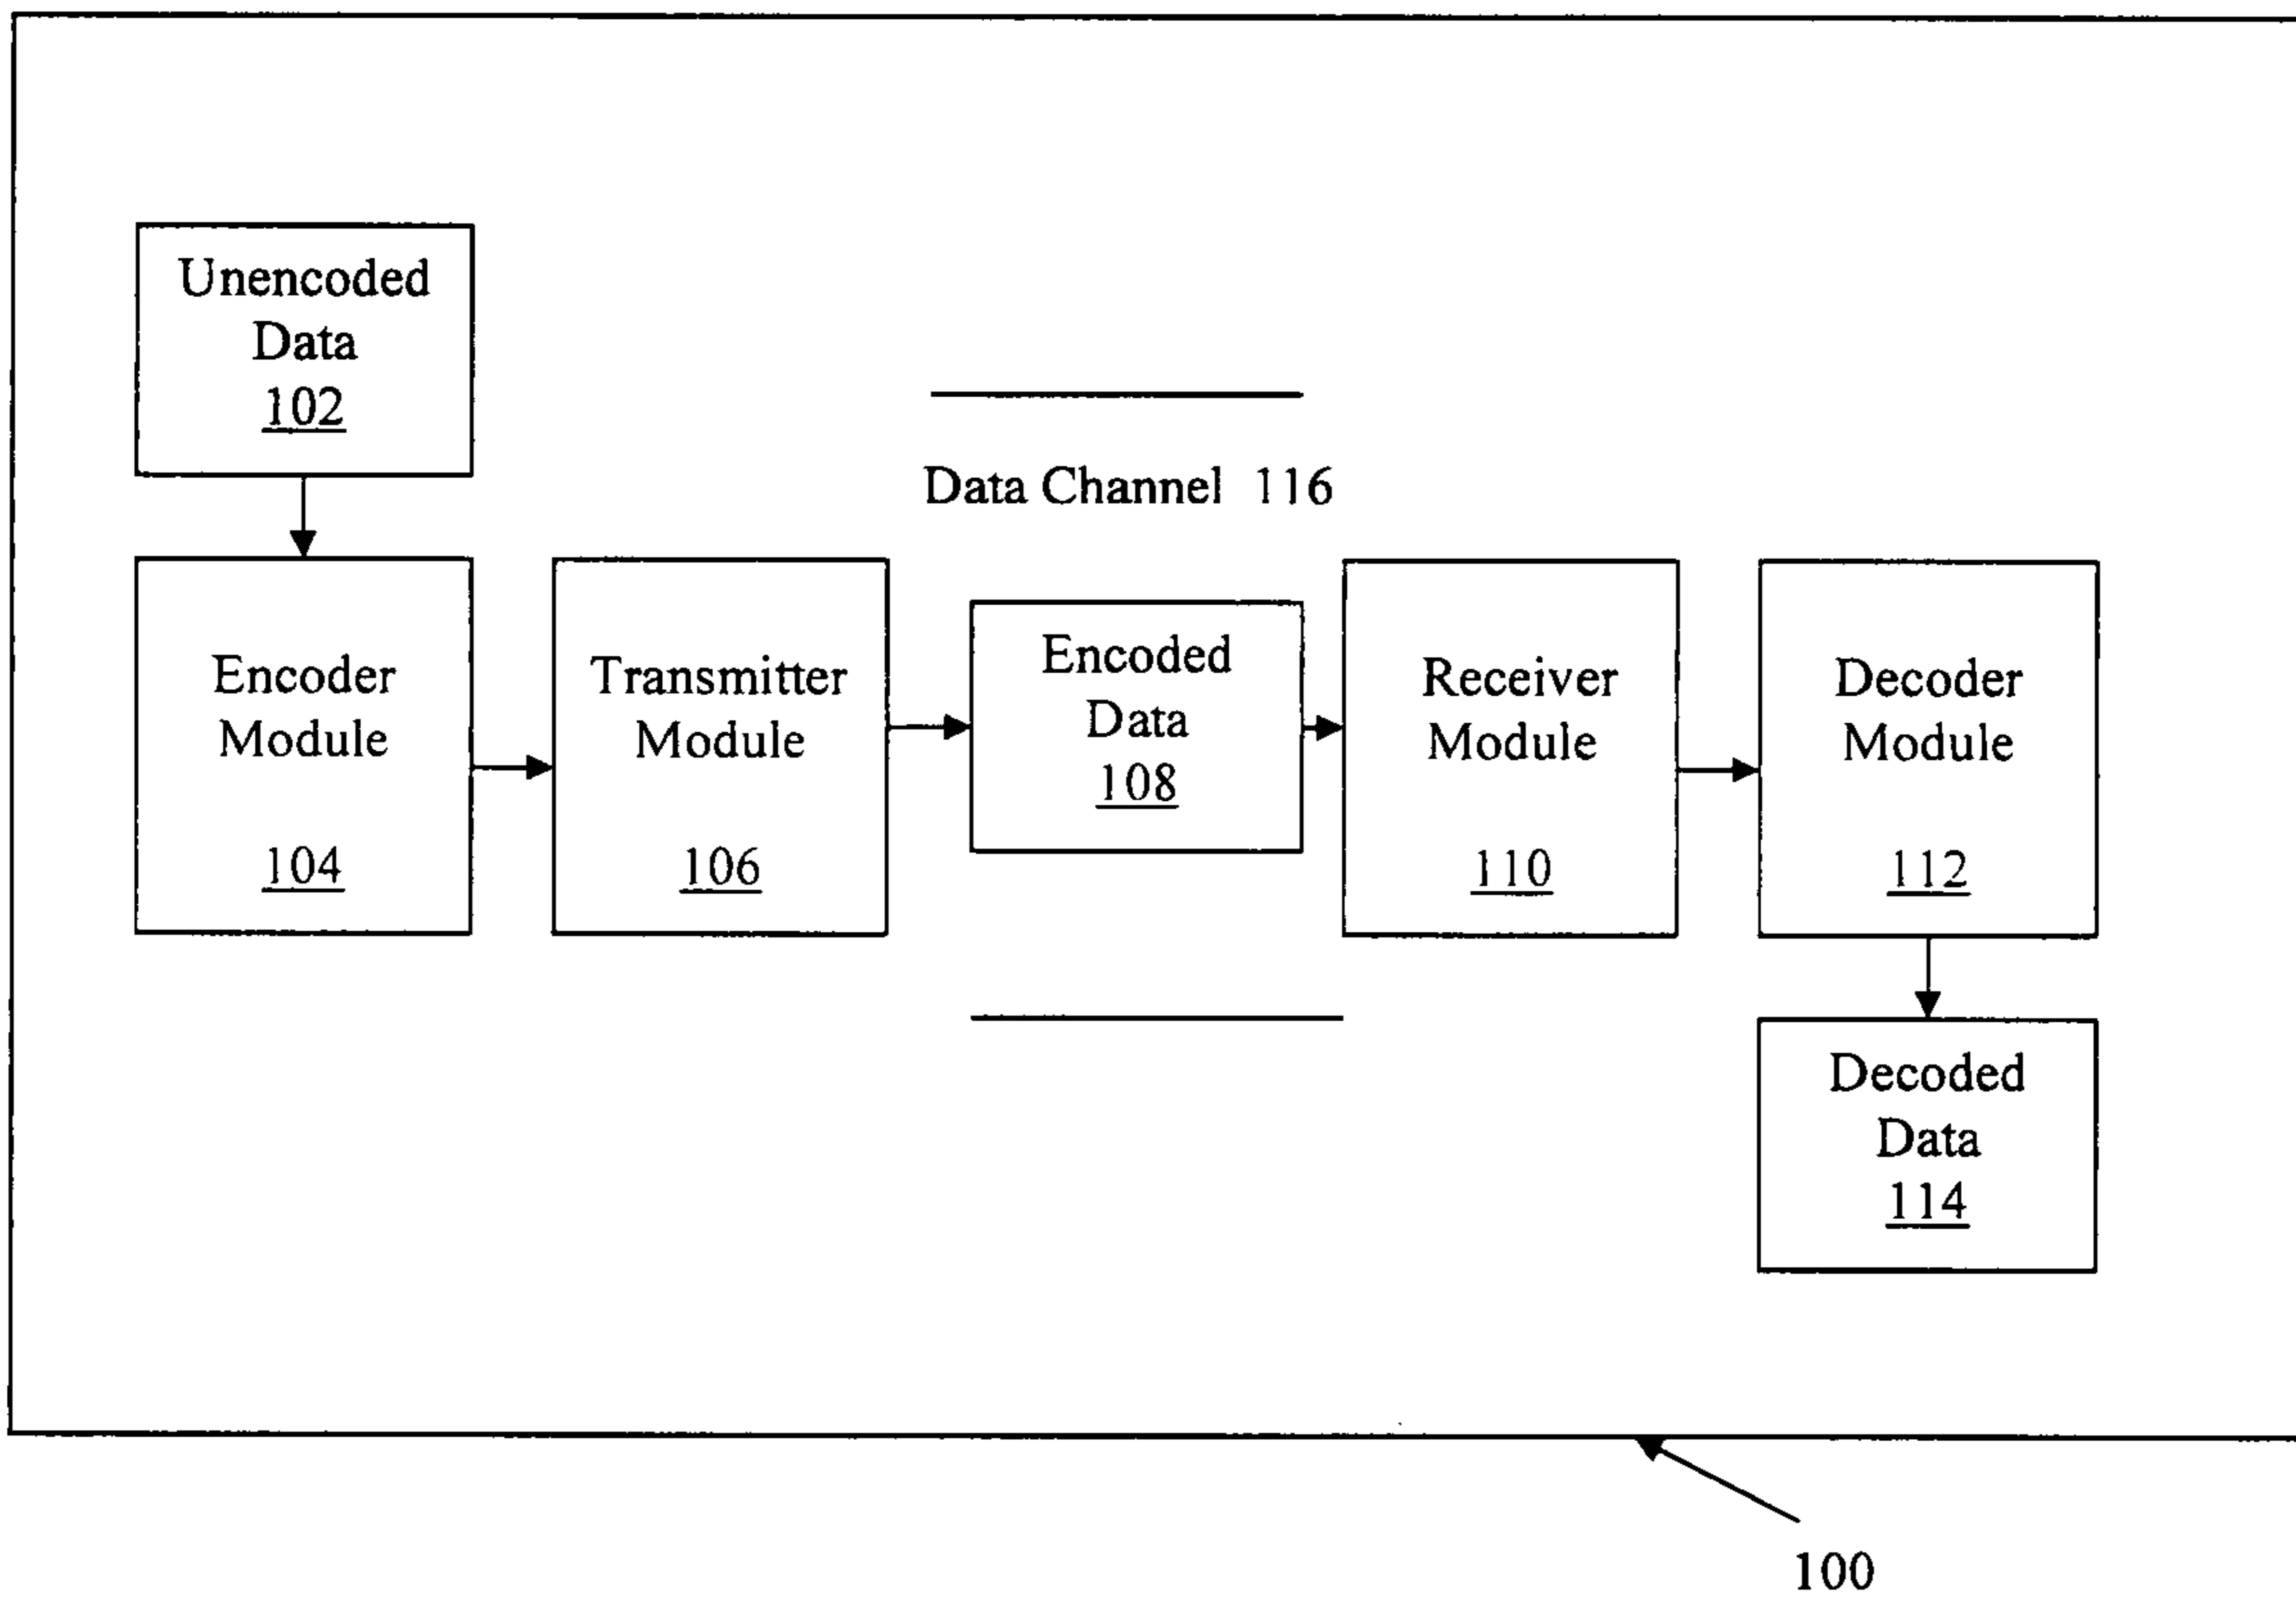 Unencoded
Data
102
Data Channel 116
Encoder
Module
104
Transmitter
Module
106
Encoded
Data
108
Receiver
Module
110
Decoder
Module
112
Decoded
Data
114
100